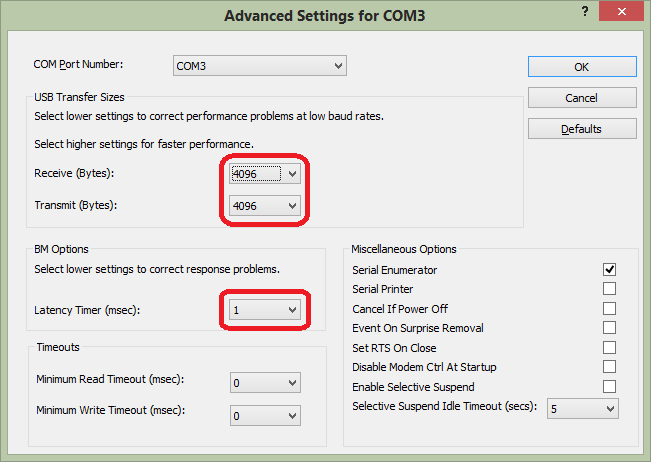 Advanced Settings for COM3
?
COM Port Number:
COM3
OK
USB Transfer Sizes
Cancel
Select lower settings to correct performance problems at low baud rates.
Defaults
Select higher settings for faster performance.
Receive (Bytes):
4096
Transmit (Bytes):
4096
BM Options
Select lower settings to correct response problems.
Latency Timer (msec):
1
Timeouts
Minimum Read Timeout (msec):
0
Minimum Write Timeout (msec):
0
Miscellaneous Options
Serial Enumerator
Serial Printer
Cancel If Power Off
Event On Surprise Removal
Set RTS On Close
Disable Modem Ctrl At Startup
Enable Selective Suspend
Selective Suspend Idle Timeout (secs):
5